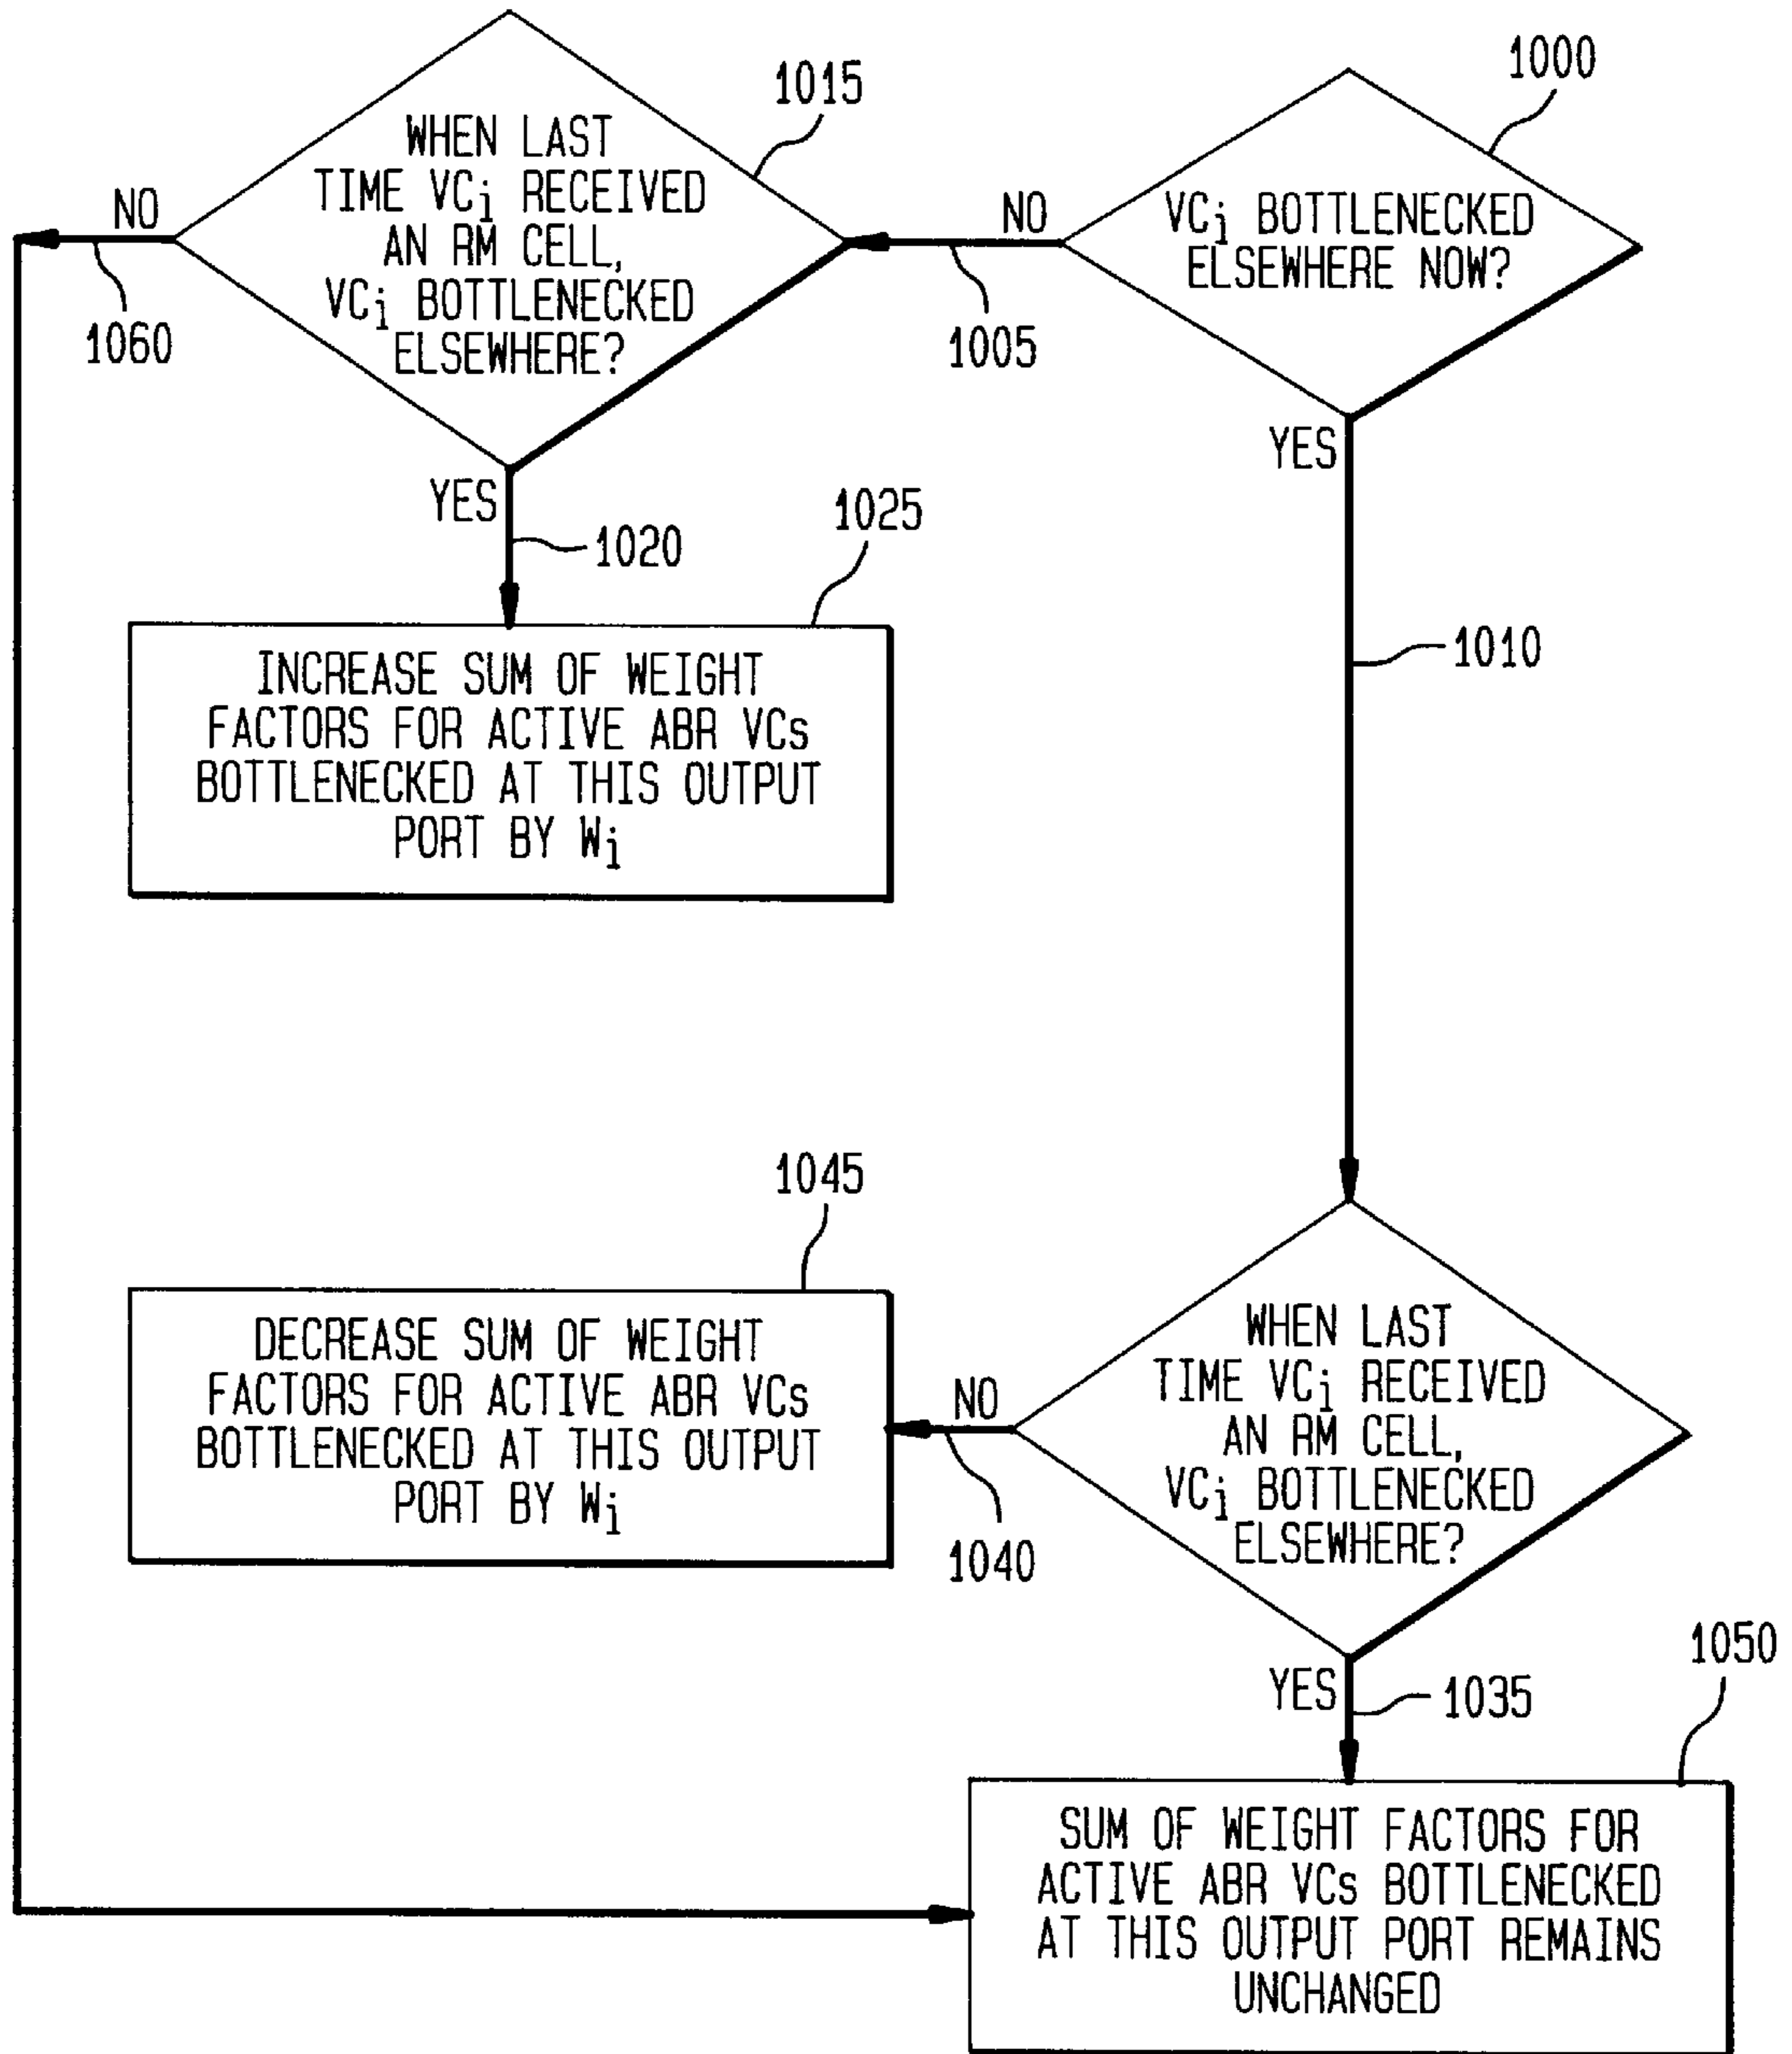 1000
VCi BOTTLENECKED
ELSEWHERE NOW?
NO
1005
YES
1010
1015
WHEN LAST
TIME VCi RECEIVED
AN RM CELL,
VCi BOTTLENECKED
ELSEWHERE?
NO
1060
YES
1020
1025
INCREASE SUM OF WEIGHT
FACTORS FOR ACTIVE ABR VCs
BOTTLENECKED AT THIS OUTPUT
PORT BY Wi
WHEN LAST
TIME VCi RECEIVED
AN RM CELL,
VCi BOTTLENECKED
ELSEWHERE?
NO
1040
YES
1035
1045
DECREASE SUM OF WEIGHT
FACTORS FOR ACTIVE ABR VCs
BOTTLENECKED AT THIS OUTPUT
PORT BY Wi
1050
SUM OF WEIGHT FACTORS FOR
ACTIVE ABR VCs BOTTLENECKED
AT THIS OUTPUT PORT REMAINS
UNCHANGED